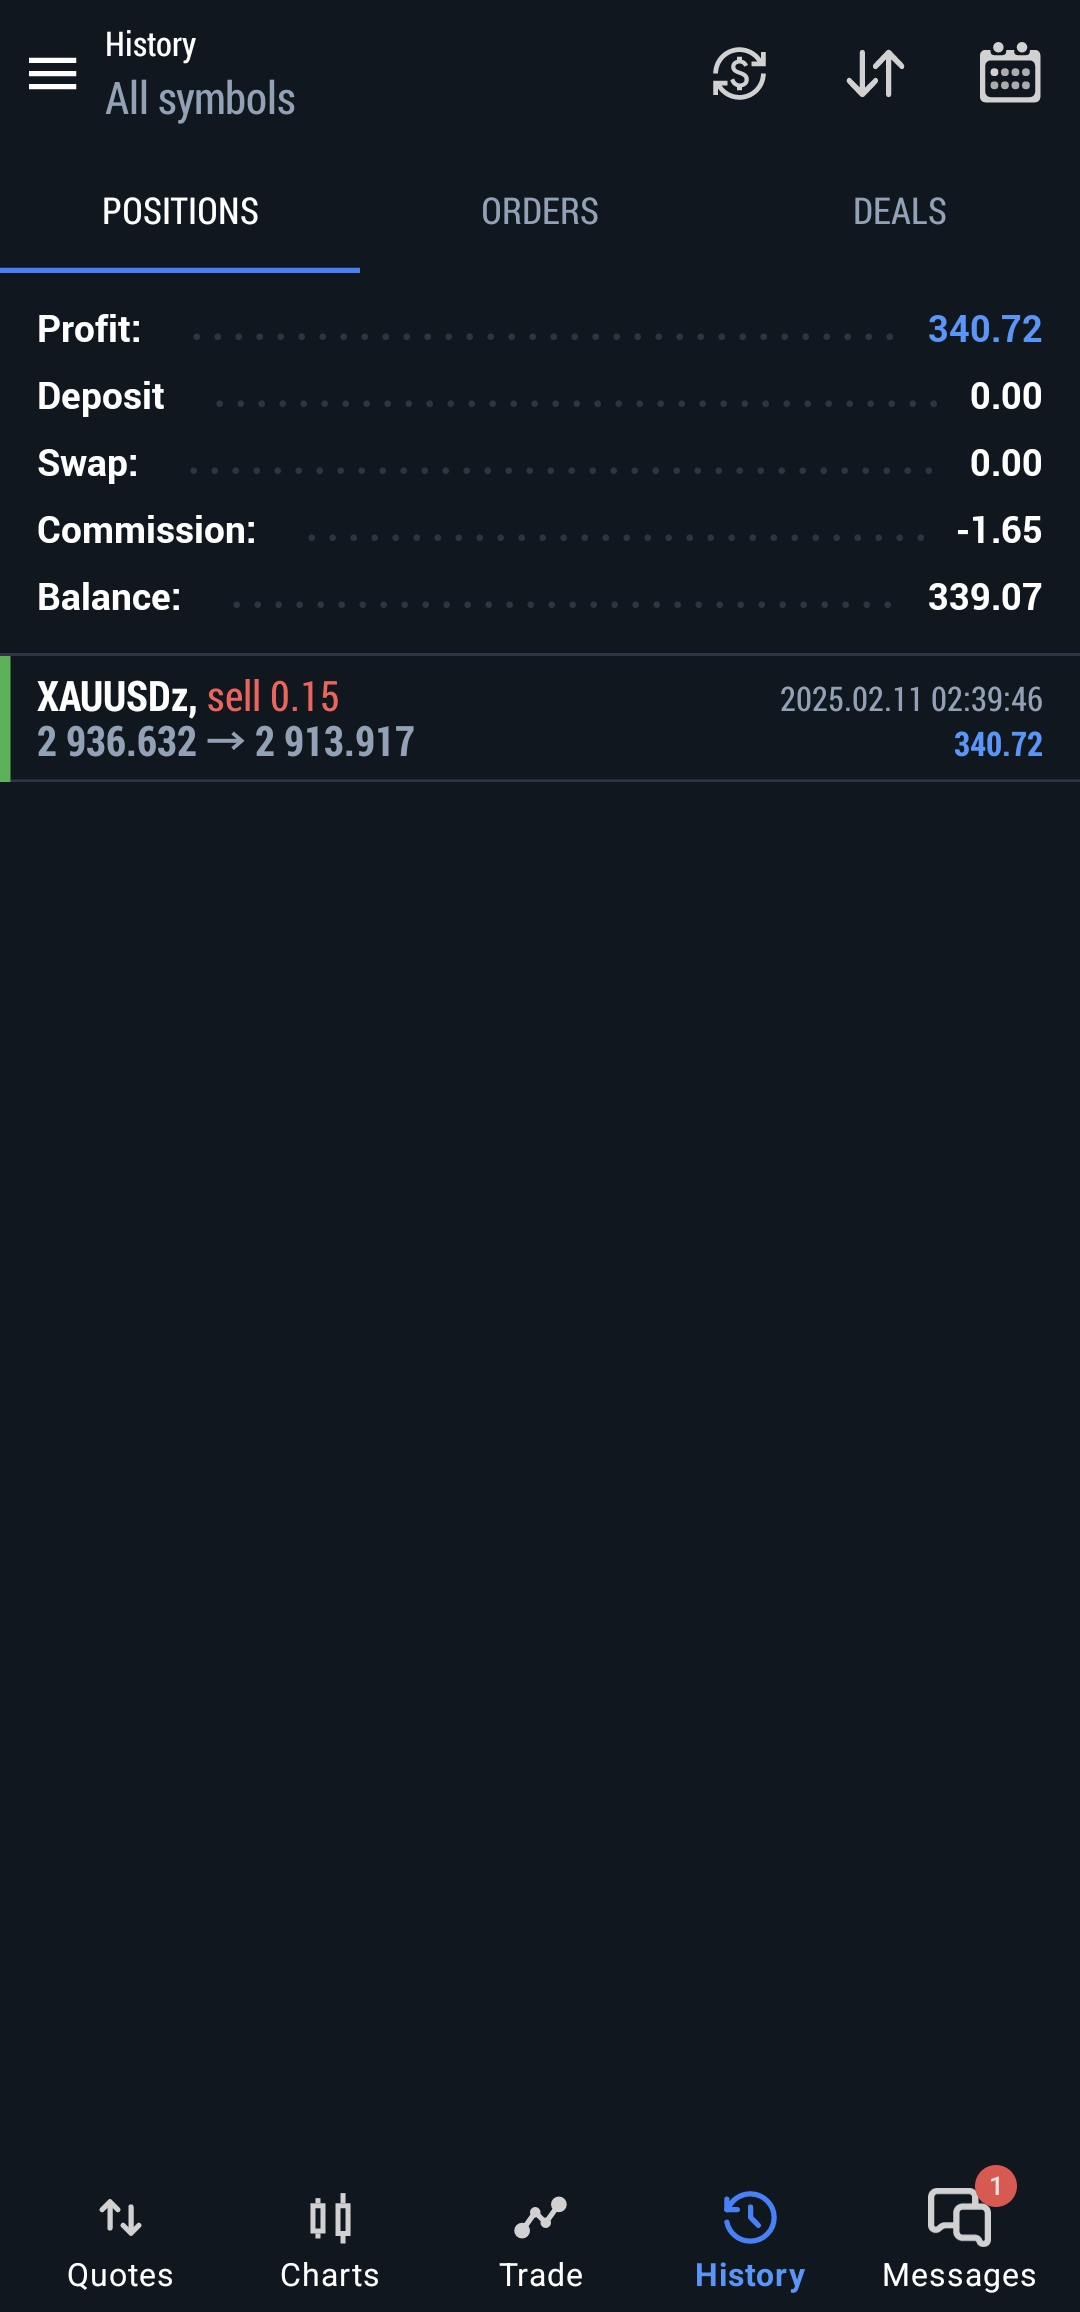 History
All symbols
POSITIONS ORDERS DEALS
Profit: 340.72
Deposit 0.00
Swap: 0.00
Commission: -1.65
Balance: 339.07
XAUUSDz, sell 0.15 2025.02.11 02:39:46
2 936.632 → 2 913.917 340.72
1
Quotes Charts Trade History Messages